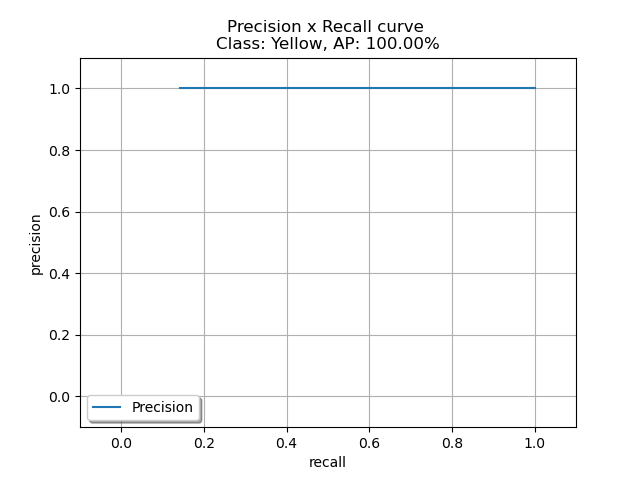 Precision x Recall curve
Class: Yellow, AP: 100.00%
1.0
0.8
0.6
0.4
0.2
0.0
precision
Precision
0.0 0.2 0.4 0.6 0.8 1.0
recall